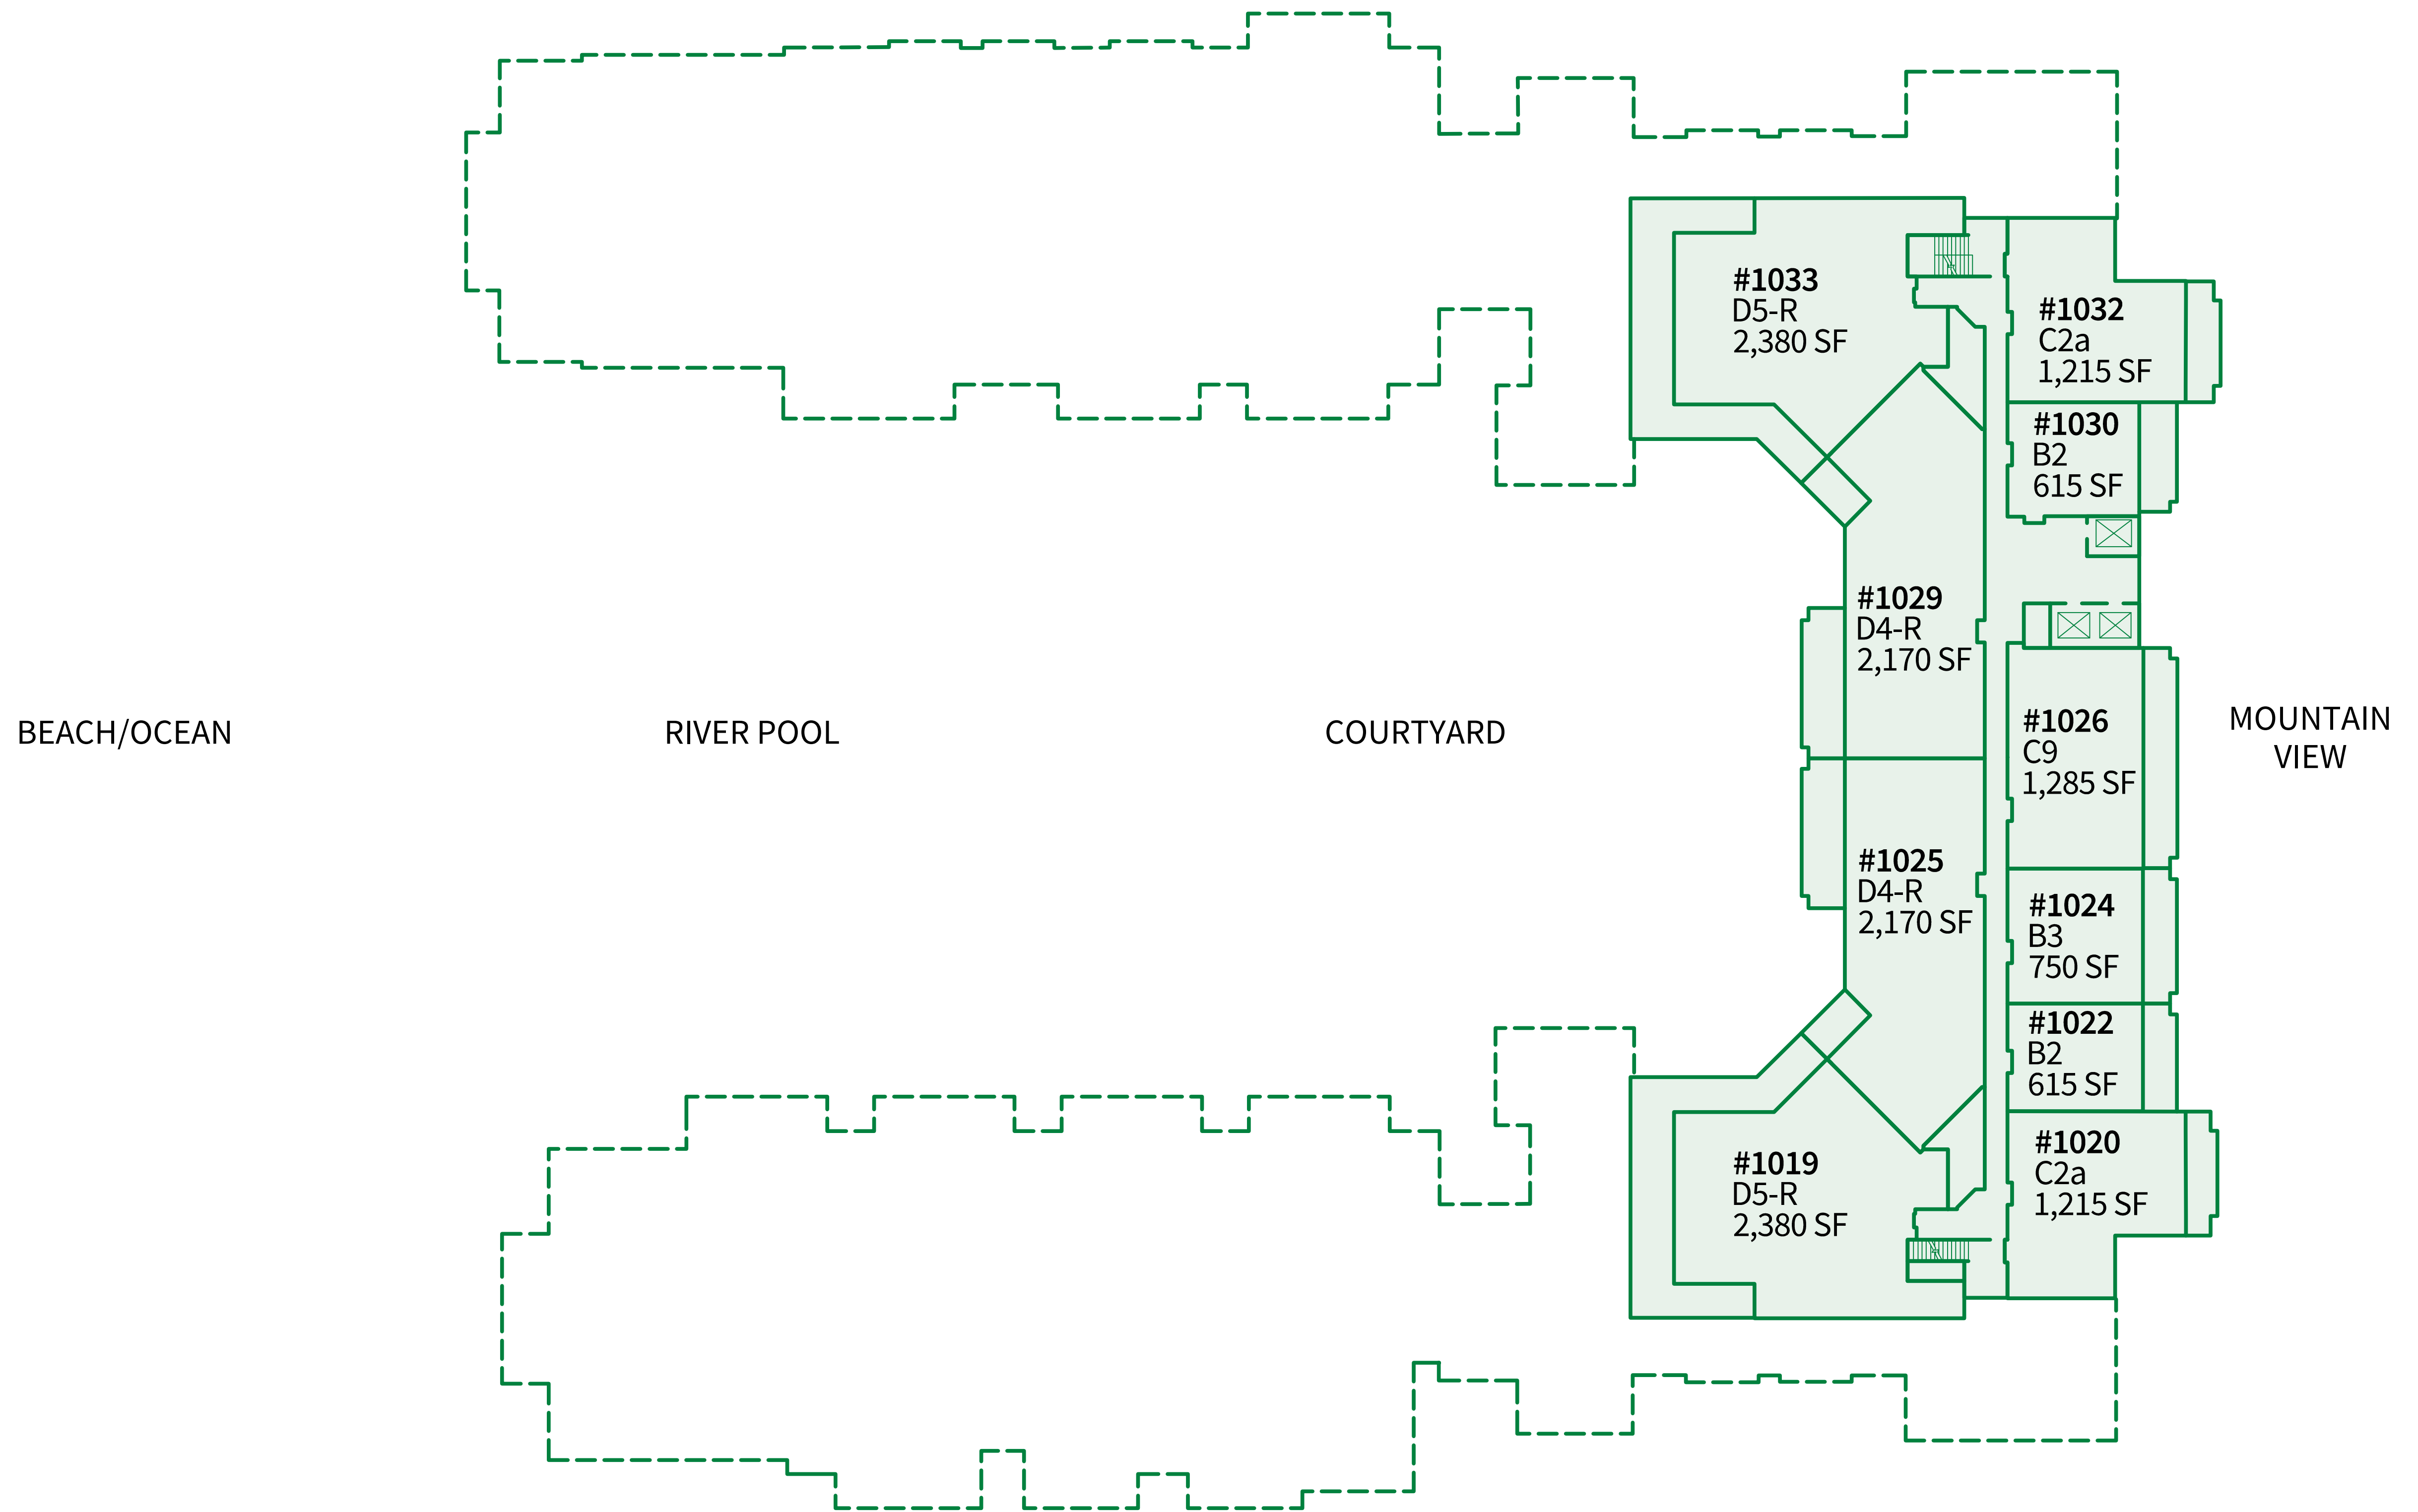 #1033
D5-R
2,380 SF
#1032
C2a
1,215 SF
#1030
B2
615 SF
#1029
D4-R
2,170 SF
BEACH/OCEAN
RIVER POOL
COURTYARD
#1026
C9
1,285 SF
MOUNTAIN
VIEW
#1025
D4-R
2,170 SF
#1024
B3
750 SF
#1022
B2
615 SF
#1019
D5-R
2,380 SF
#1020
C2a
1,215 SF